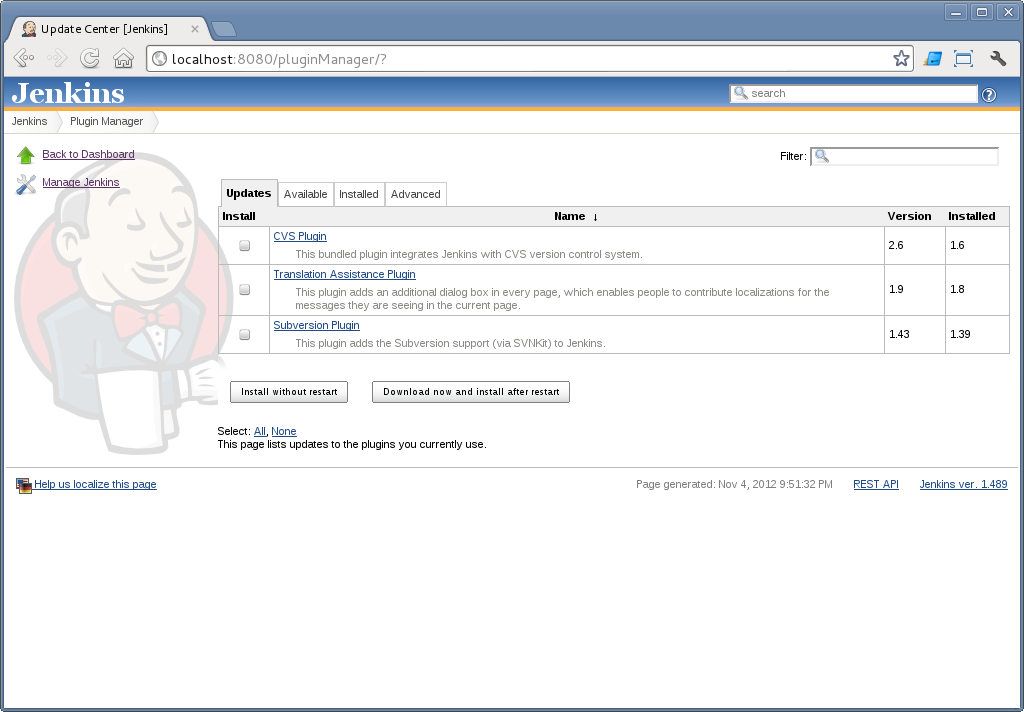 Update Center [Jenkins]
localhost:8080/pluginManager/?
Jenkins
search
Jenkins
Plugin Manager
Back to Dashboard
Filter:
Manage Jenkins
Updates Available Installed Advanced
Install Name ↓ Version Installed
CVS Plugin
This bundled plugin integrates Jenkins with CVS version control system.
2.6 1.6
Translation Assistance Plugin
This plugin adds an additional dialog box in every page, which enables people to contribute localizations for the
messages they are seeing in the current page.
1.9 1.8
Subversion Plugin
This plugin adds the Subversion support (via SVNKit) to Jenkins.
1.43 1.39
Install without restart Download now and install after restart
Select: All, None
This page lists updates to the plugins you currently use.
Help us localize this page Page generated: Nov 4, 2012 9:51:32 PM REST API Jenkins ver. 1.489